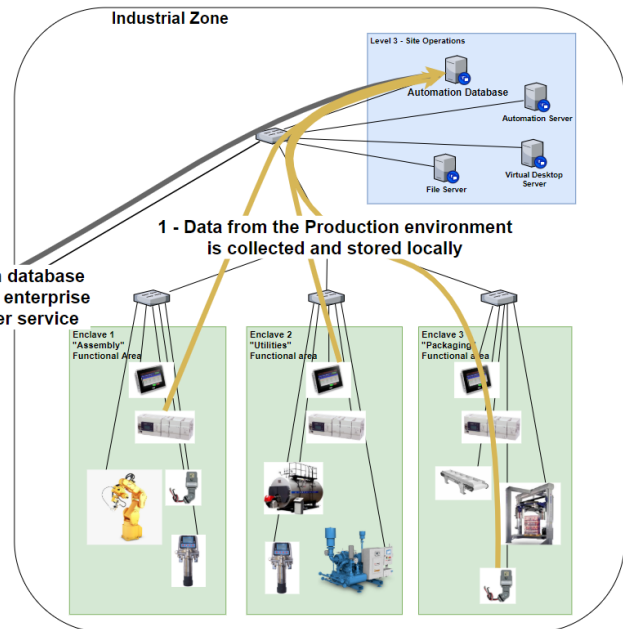 Industrial Zone
Level 3 - Site Operations
Automation Database
Automation Server
Virtual Desktop
Server
File Server
1 - Data from the Production environment
is collected and stored locally
database
enterprise
service
Enclave 1
"Assembly"
Functional Area
Enclave 2
"Utilities"
Functional area
Enclave 3
"Packaging"
Functional area